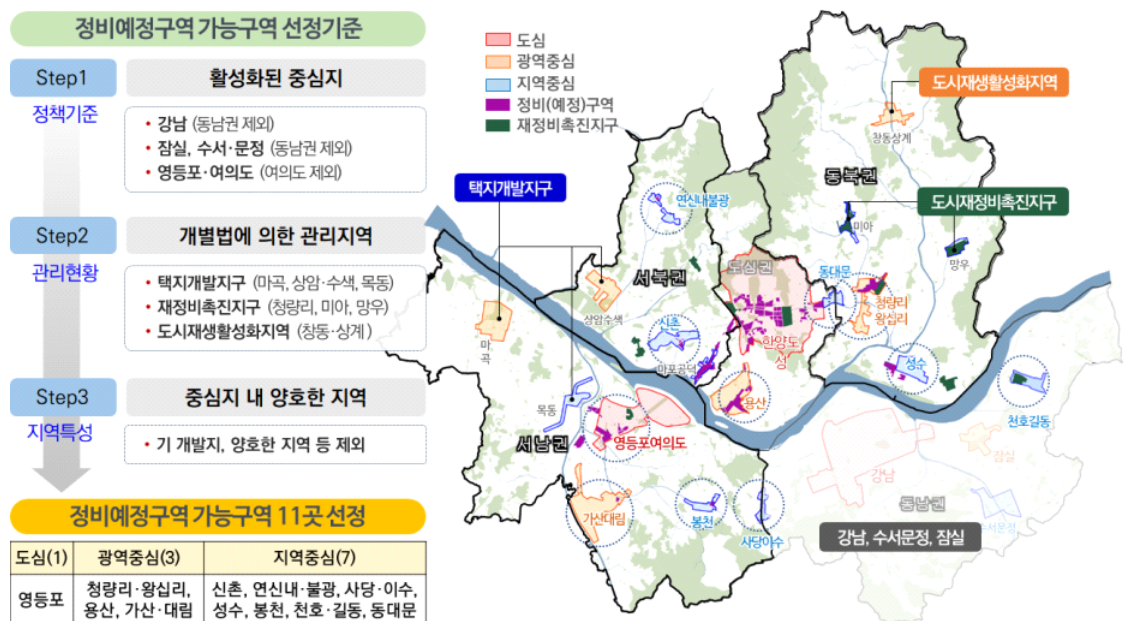 정비예정구역 가능구역 선정기준
Step1
활성화된 중심지
정책기준
• 강남 (동남권 제외)
• 잠실, 수서·문정 (동남권 제외)
• 영등포·여의도 (여의도 제외)
Step2
개별법에 의한 관리지역
관리현황
• 택지개발지구 (마곡, 상암·수색, 목동)
• 재정비촉진지구 (청량리, 미아, 망우)
• 도시재생활성화지역 (창동·상계)
Step3
중심지 내 양호한 지역
지역특성
• 기 개발지, 양호한 지역 등 제외
정비예정구역 가능구역 11곳 선정
도심(1) 광역중심(3) 지역중심(7)
영등포
청량리·왕십리,
용산, 가산·대림
신촌, 연신내·불광, 사당·이수,
성수, 봉천, 천호·길동, 동대문
도심
광역중심
지역중심
정비(예정)구역
재정비촉진지구
도시재생활성화지역
창동상계
동북권
택지개발지구
연신내불광
도시재정비촉진지구
미아
망우
서북권
도심권
동대문
청량리
왕십리
상암수색
마곡
신촌
한양도성
마포공덕
성수
용산
천호길동
목동
서남권
영등포여의도
강남
잠실
동남권
가산대림
봉천
사당이수
수서문정
강남, 수서문정, 잠실